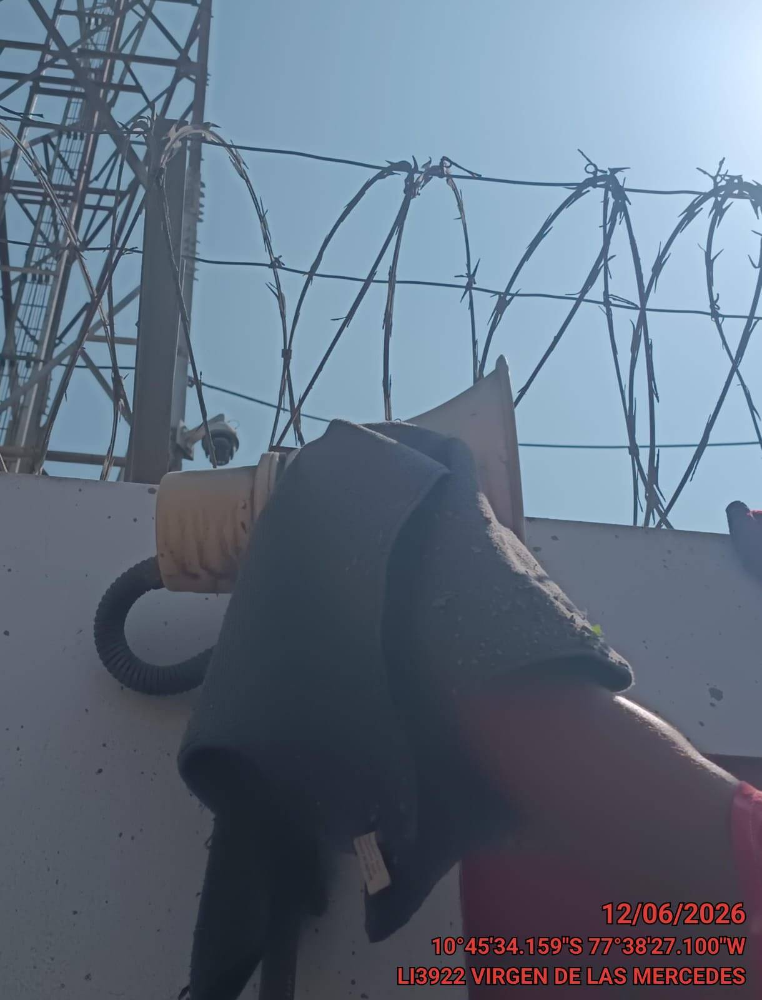 12/06/2026
10°45'34.159"S 77°38'27.100"W
LI3922 VIRGEN DE LAS MERCEDES